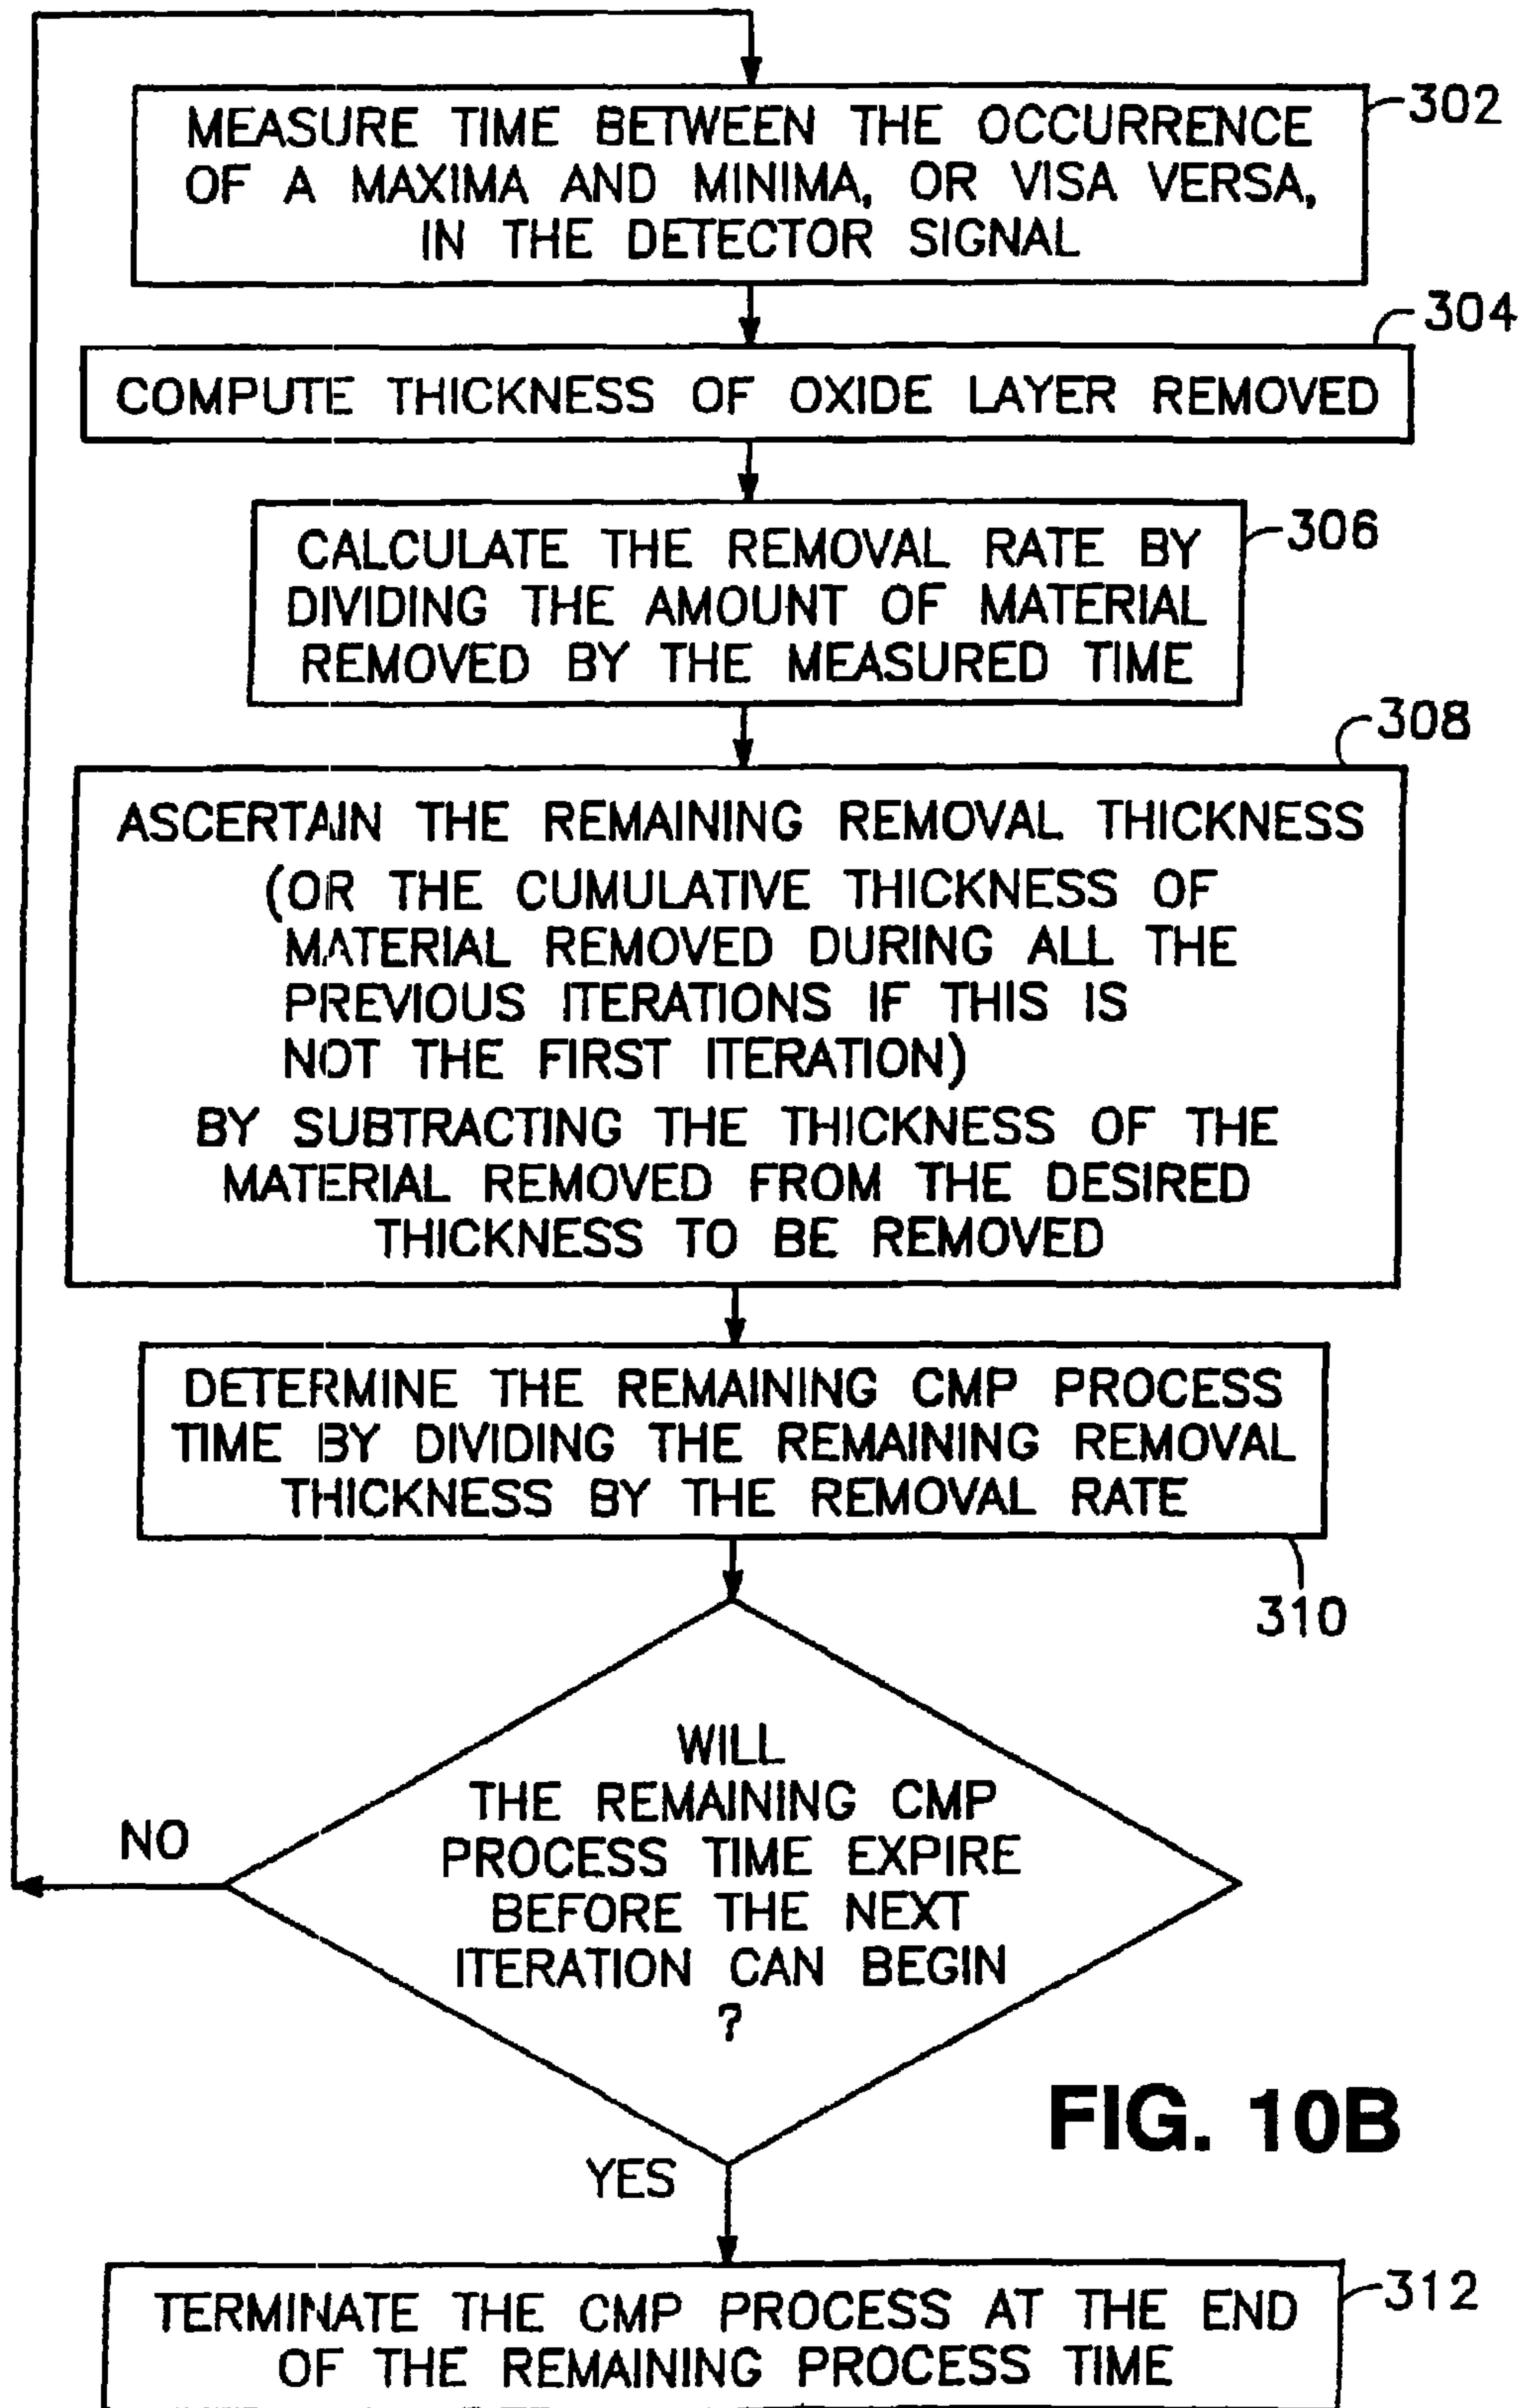 MEASURE TIME BETWEEN THE OCCURRENCE
OF A MAXIMA AND MINIMA, OR VISA VERSA,
IN THE DETECTOR SIGNAL
302
COMPUTE THICKNESS OF OXIDE LAYER REMOVED
304
CALCULATE THE REMOVAL RATE BY
DIVIDING THE AMOUNT OF MATERIAL
REMOVED BY THE MEASURED TIME
306
ASCERTAIN THE REMAINING REMOVAL THICKNESS
(OR THE CUMULATIVE THICKNESS OF
MATERIAL REMOVED DURING ALL THE
PREVIOUS ITERATIONS IF THIS IS
NOT THE FIRST ITERATION)
BY SUBTRACTING THE THICKNESS OF THE
MATERIAL REMOVED FROM THE DESIRED
THICKNESS TO BE REMOVED
308
DETERMINE THE REMAINING CMP PROCESS
TIME BY DIVIDING THE REMAINING REMOVAL
THICKNESS BY THE REMOVAL RATE
310
WILL
THE REMAINING CMP
PROCESS TIME EXPIRE
BEFORE THE NEXT
ITERATION CAN BEGIN
?
NO
YES
FIG. 10B
TERMINATE THE CMP PROCESS AT THE END
OF THE REMAINING PROCESS TIME
312